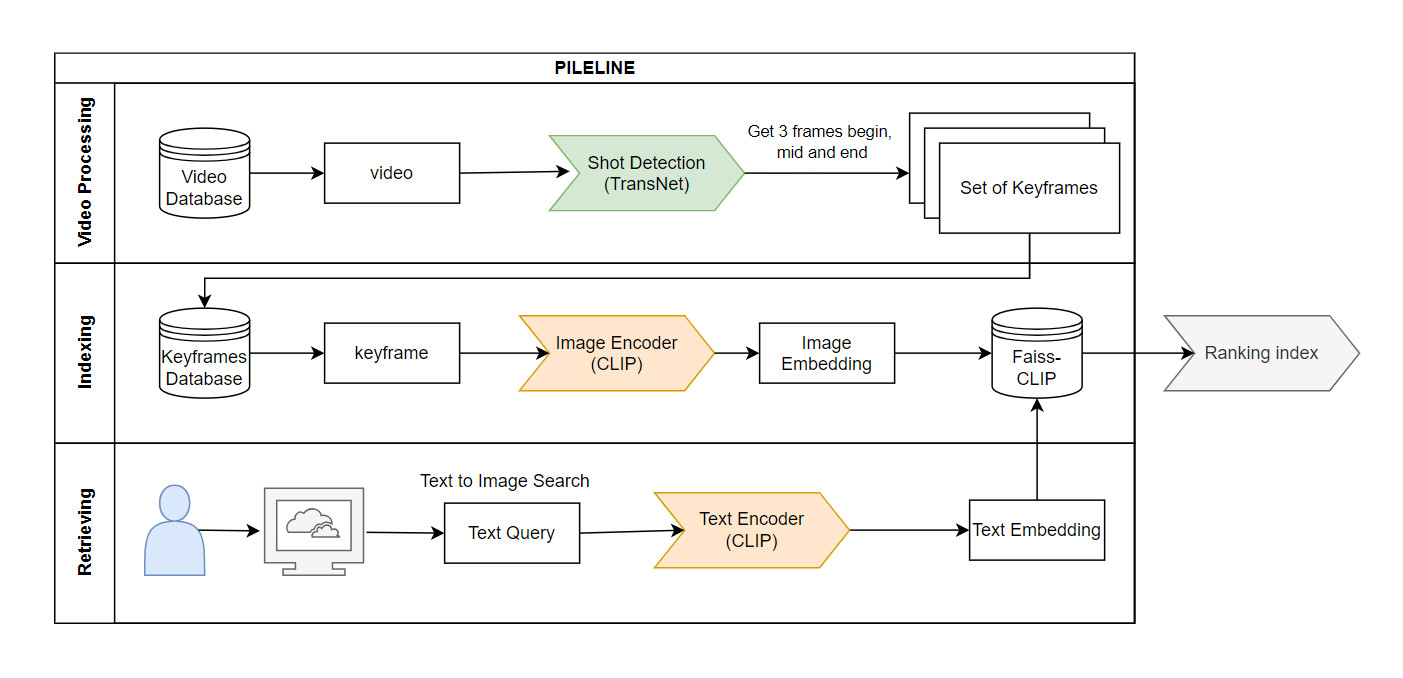 PILELINE
Video Processing
Video
Database
video
Shot Detection
(TransNet)
Get 3 frames begin,
mid and end
Set of Keyframes
Indexing
Keyframes
Database
keyframe
Image Encoder
(CLIP)
Image
Embedding
Faiss-
CLIP
Ranking index
Retrieving
Text to Image Search
Text Query
Text Encoder
(CLIP)
Text Embedding